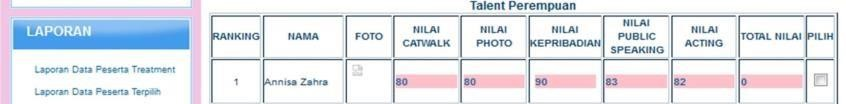 Talent Perempuan
LAPORAN
Laporan Data Peserta Treatment
Laporan Data Peserta Terpilih
RANKING NAMA FOTO NILAI CATWALK NILAI PHOTO NILAI KEPRIBADIAN NILAI PUBLIC SPEAKING NILAI ACTING TOTAL NILAI PILIH
1 Annisa Zahra 80 80 90 83 82 0